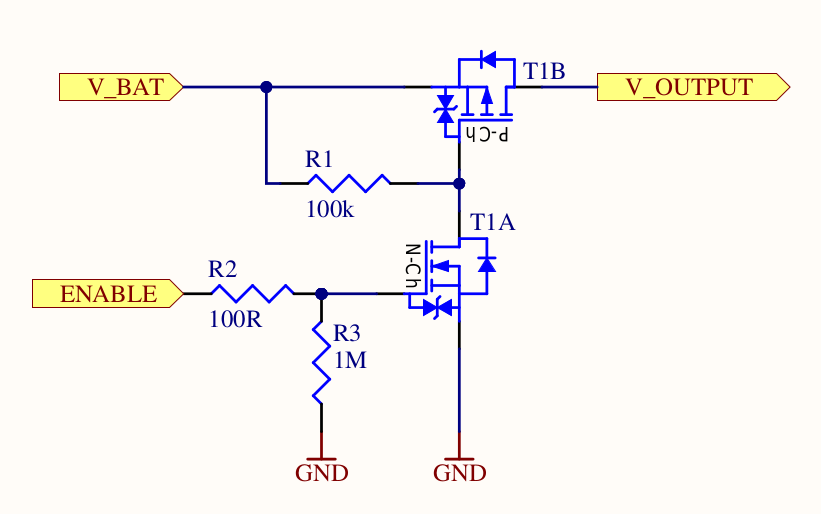 T1B
V_BAT
V_OUTPUT
P-Ch
R1
100k
T1A
N-Ch
R2
ENABLE
100R
R3
1M
GND
GND